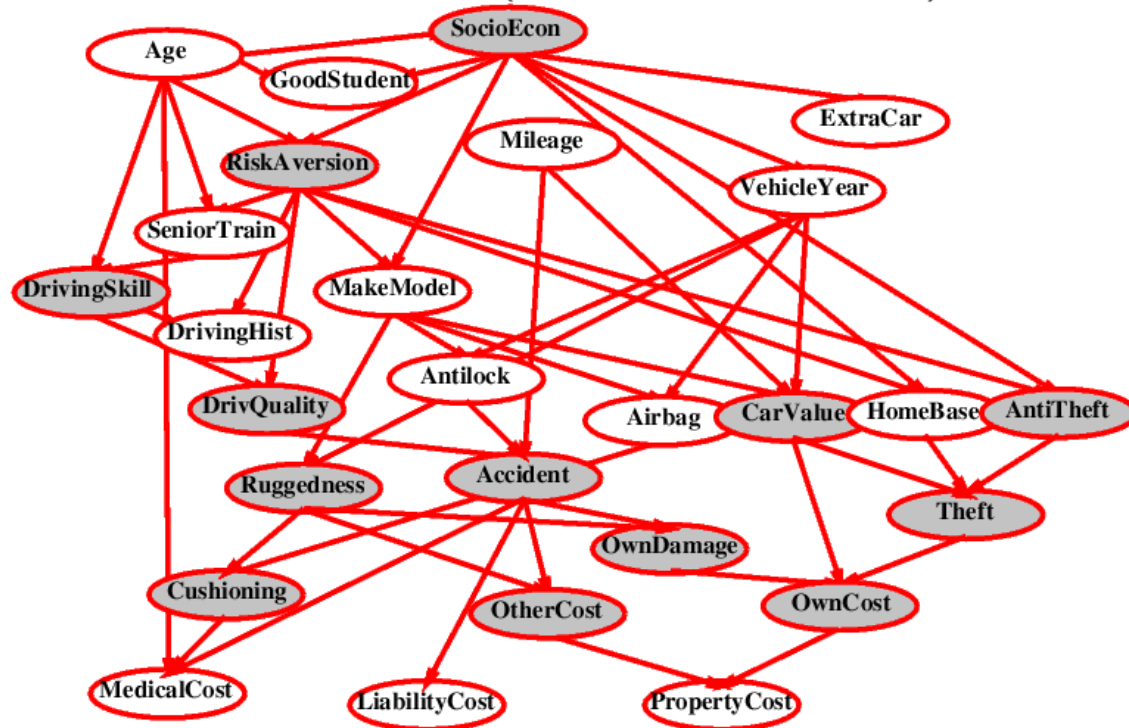 SocioEcon
Age
GoodStudent
ExtraCar
Mileage
RiskAversion
VehicleYear
SeniorTrain
DrivingSkill
MakeModel
DrivingHist
Antilock
DrivQuality
Airbag
CarValue
HomeBase
AntiTheft
Ruggedness
Accident
Theft
OwnDamage
Cushioning
OtherCost
OwnCost
MedicalCost
LiabilityCost
PropertyCost